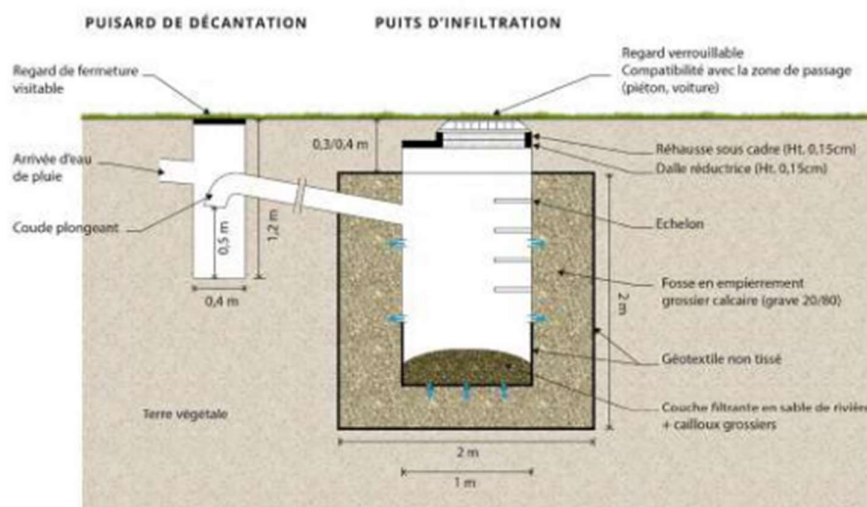 PUISARD DE DÉCANTATION
PUITS D'INFILTRATION
Regard de fermeture
visitable
Regard verrouillable
Compatibilité avec la zone de passage
(piéton, voiture)
0,3/0,4 m
Arrivée d'eau
de pluie
Réhausse sous cadre (Ht. 0,15cm)
Dalle réductrice (Ht. 0,15cm)
Coude plongeant
0,5 m
1,2 m
Echelon
0,4 m
Fosse en empierrement
grossier calcaire (grave 20/80)
2 m
Géotextile non tissé
Terre végétale
Couche filtrante en sable de rivière
+ cailloux grossiers
2 m
1 m